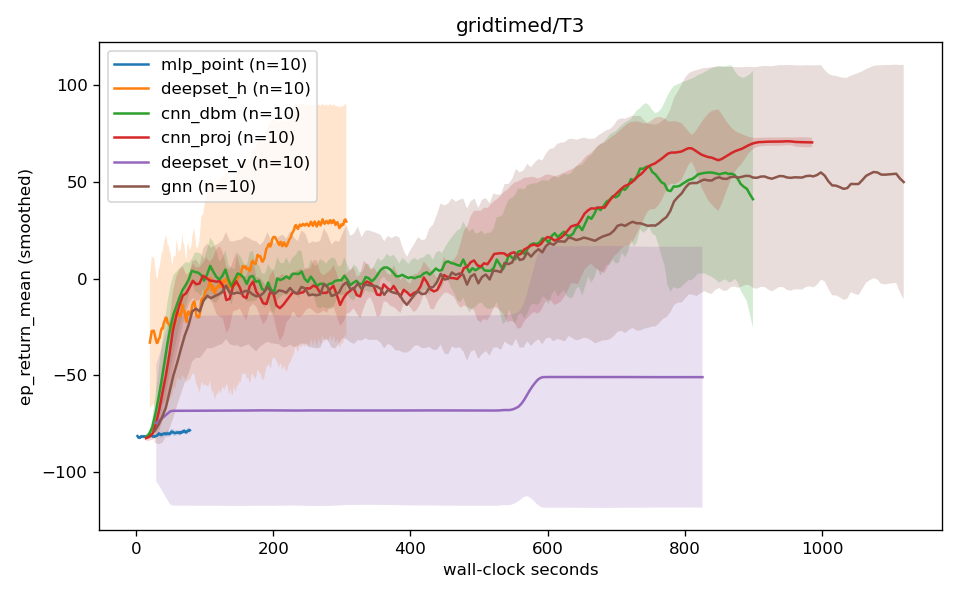 gridtimed/T3
mlp_point (n=10)
deepset_h (n=10)
cnn_dbm (n=10)
cnn_proj (n=10)
deepset_v (n=10)
gnn (n=10)
ep_return_mean (smoothed)
100
50
0
−50
−100
0 200 400 600 800 1000
wall-clock seconds